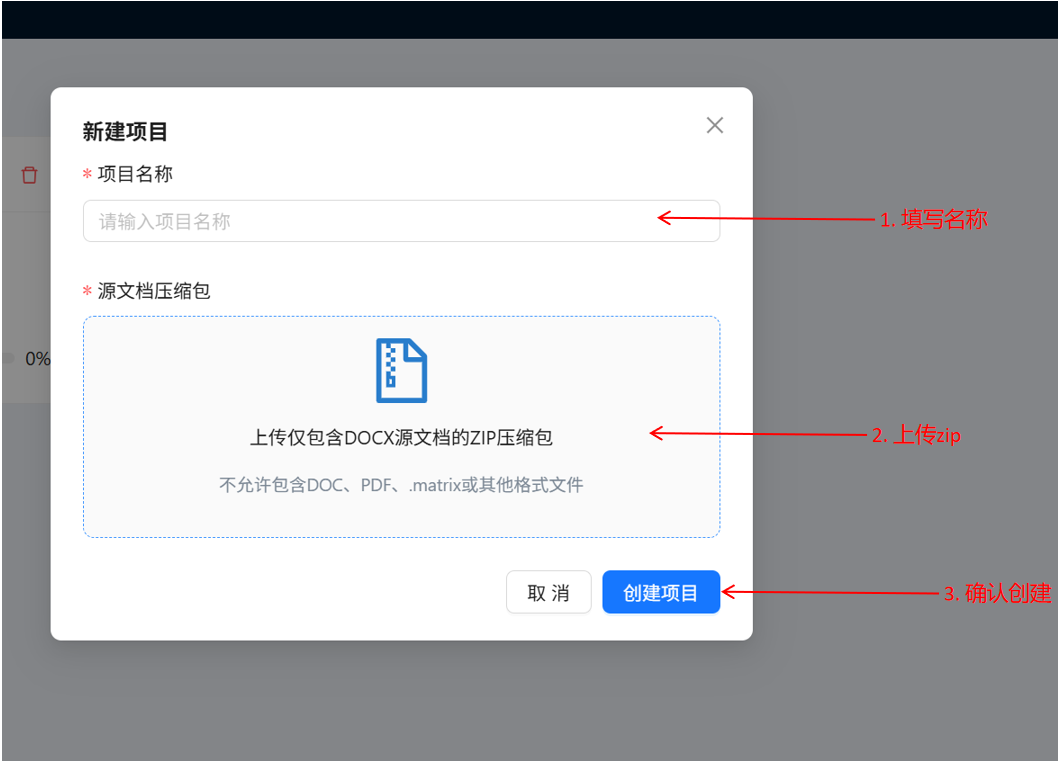 新建项目
* 项目名称
请输入项目名称
1. 填写名称
* 源文档压缩包
0%
上传仅包含DOCX源文档的ZIP压缩包
2. 上传zip
不允许包含DOC、PDF、.matrix或其他格式文件
取 消
创建项目
3. 确认创建